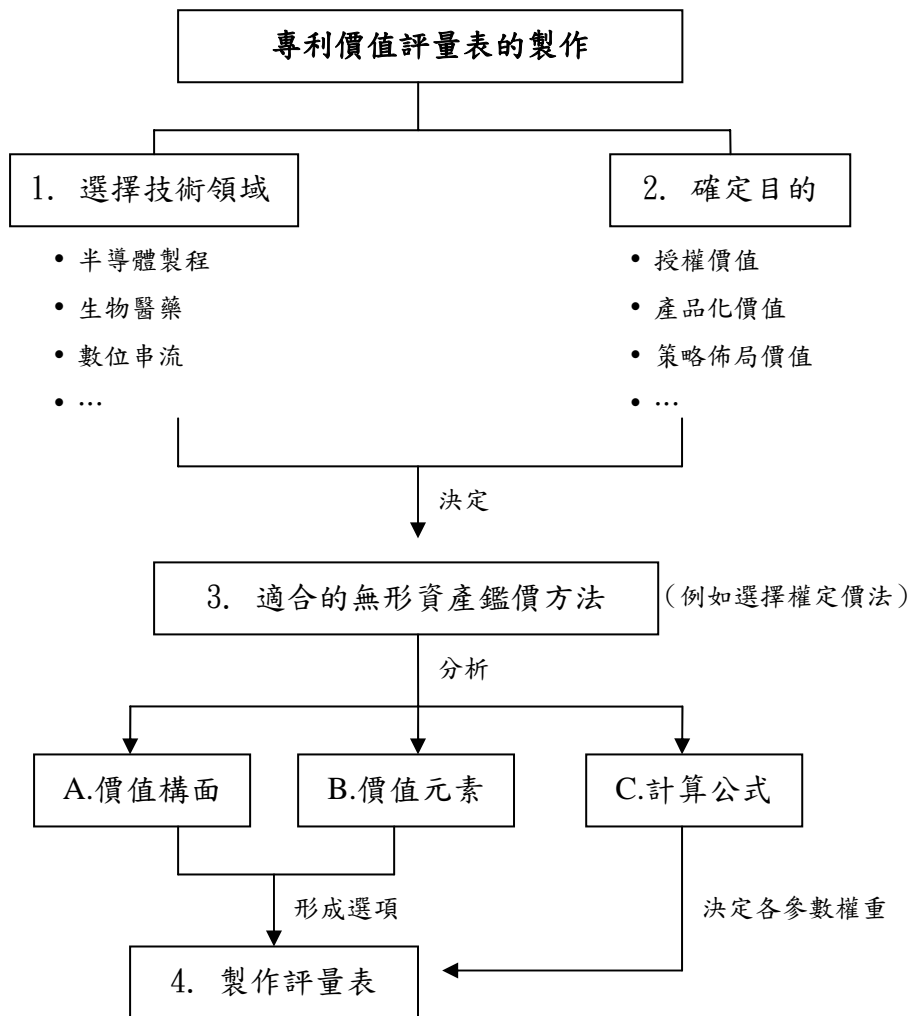 專利價值評量表的製作
1. 選擇技術領域
2. 確定目的
• 半導體製程
• 生物醫藥
• 數位串流
• …
• 授權價值
• 產品化價值
• 策略佈局價值
• …
決定
3. 適合的無形資產鑑價方法
（例如選擇權定價法）
分析
A.價值構面
B.價值元素
C.計算公式
形成選項
決定各參數權重
4. 製作評量表